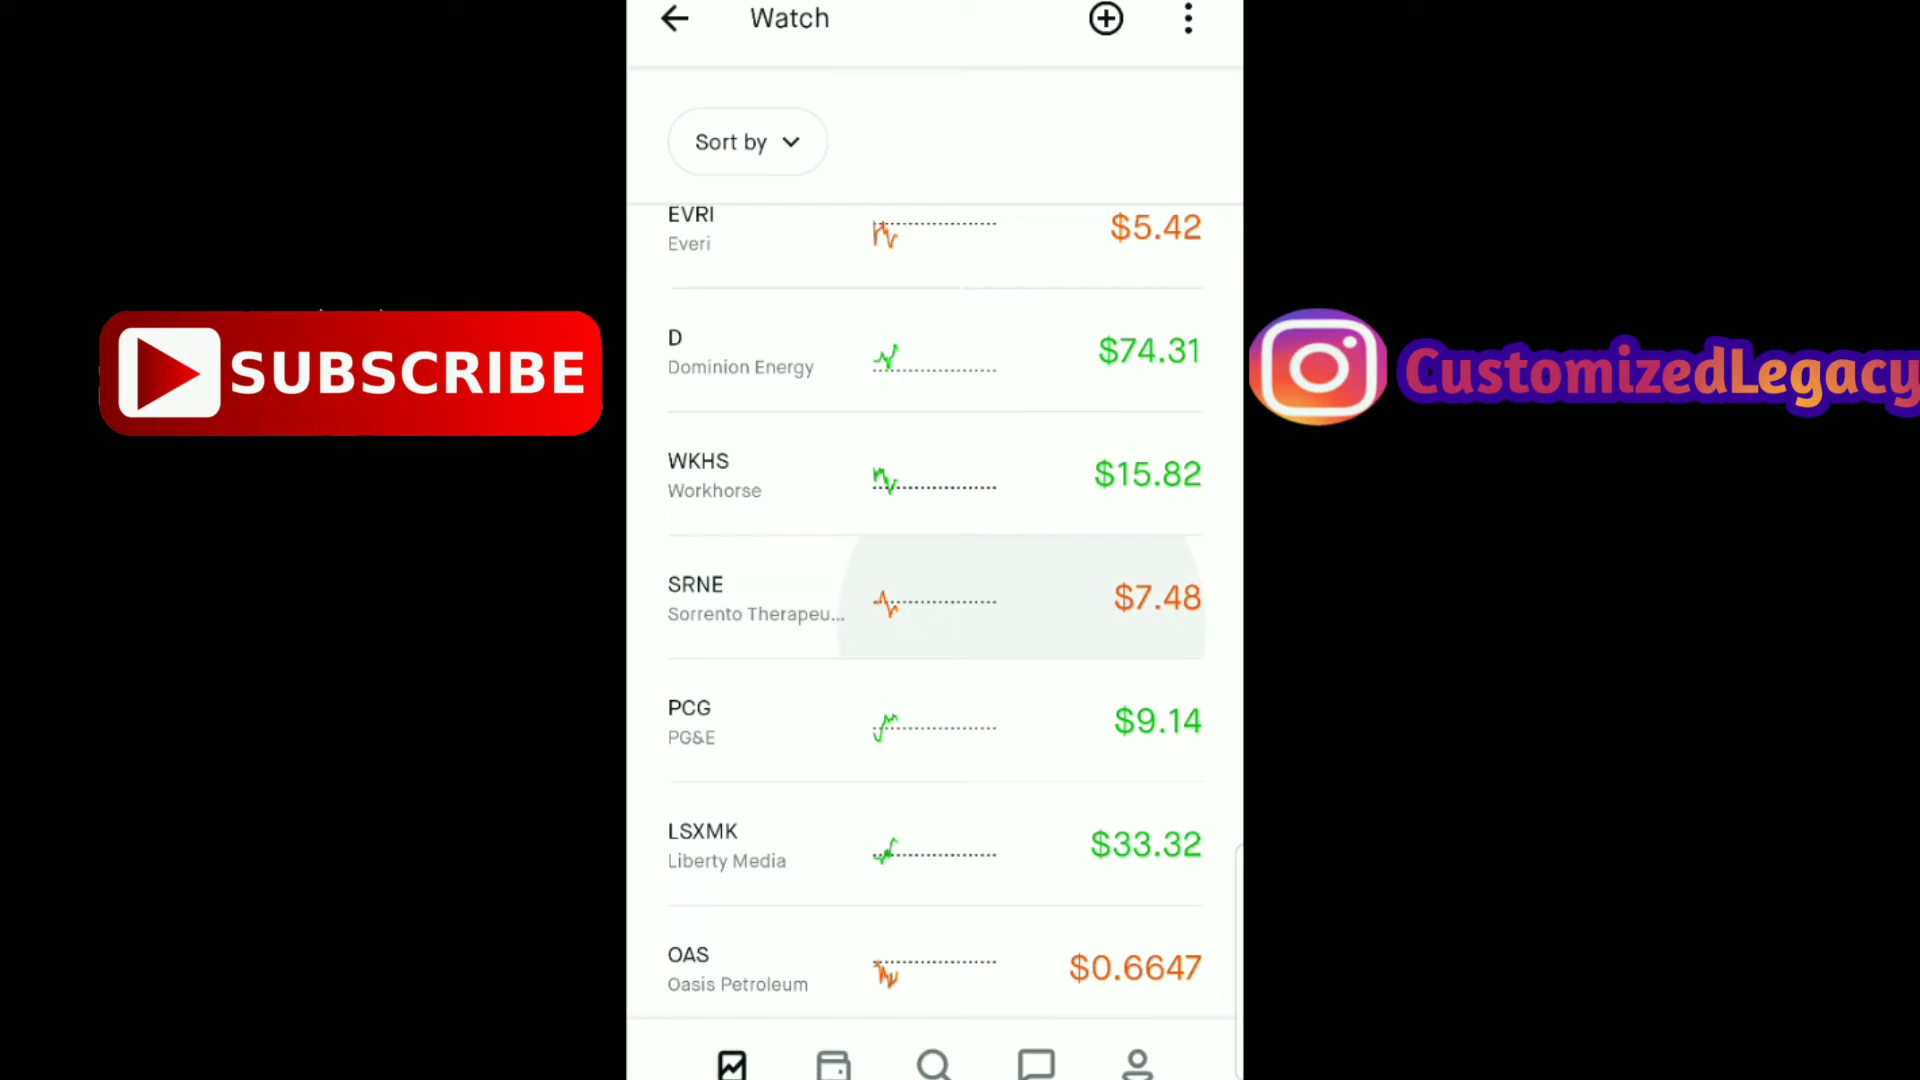 Watch
Sort by
EVRI
Everi
$5.42
D
Dominion Energy
$74.31
SUBSCRIBE
CustomizedLegacy
WKHS
Workhorse
$15.82
SRNE
Sorrento Therapeu...
$7.48
PCG
PG&E
$9.14
LSXMK
Liberty Media
$33.32
OAS
Oasis Petroleum
$0.6647